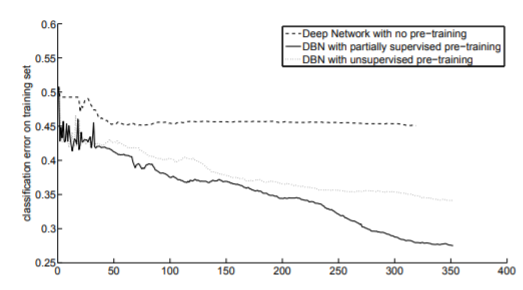 0.6
0.55
0.5
0.45
0.4
0.35
0.3
0.25
classification error on training set
Deep Network with no pre−training
DBN with partially supervised pre−training
DBN with unsupervised pre−training
0 50 100 150 200 250 300 350 400